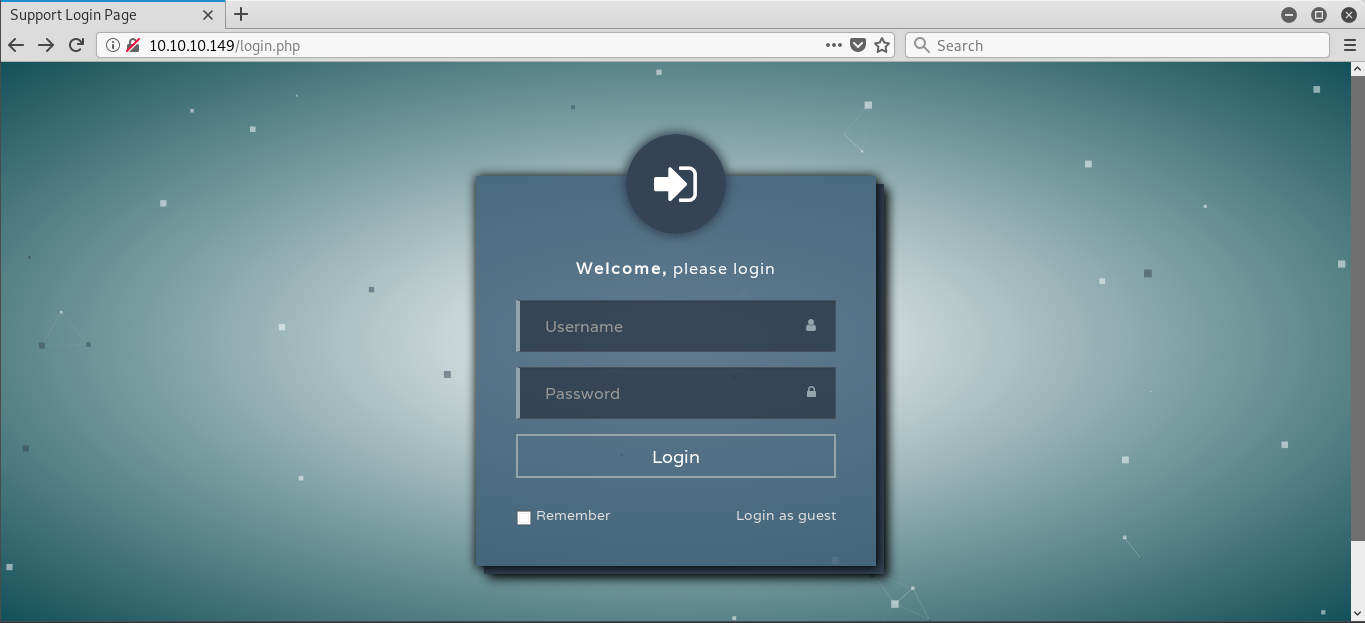 Support Login Page
10.10.10.149/login.php
Search
Welcome, please login
Username
Password
Login
Remember Login as guest